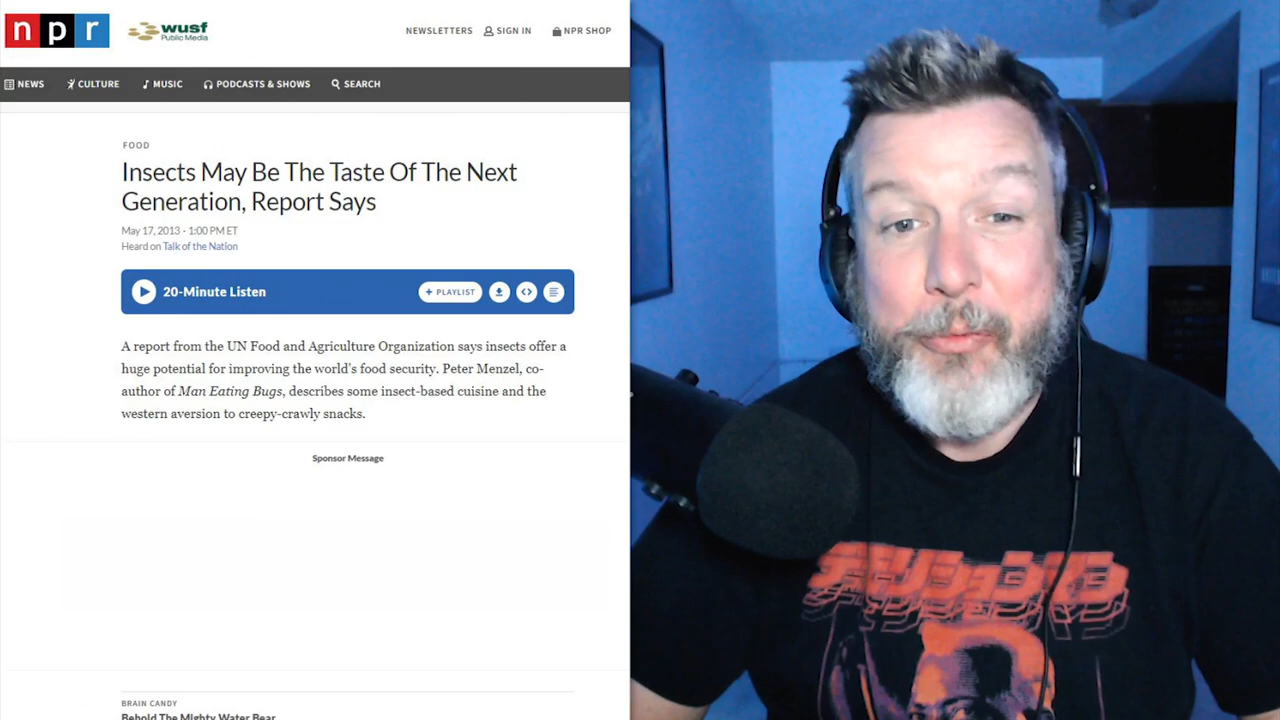 npr
wusf
Public Media
NEWSLETTERS
SIGN IN
NPR SHOP
NEWS
CULTURE
MUSIC
PODCASTS & SHOWS
SEARCH
FOOD
Insects May Be The Taste Of The Next
Generation, Report Says
May 17, 2013 · 1:00 PM ET
Heard on Talk of the Nation
20-Minute Listen
+ PLAYLIST
A report from the UN Food and Agriculture Organization says insects offer a
huge potential for improving the world's food security. Peter Menzel, co-
author of Man Eating Bugs, describes some insect-based cuisine and the
western aversion to creepy-crawly snacks.
Sponsor Message
BRAIN CANDY
Behold The Mighty Water Bear